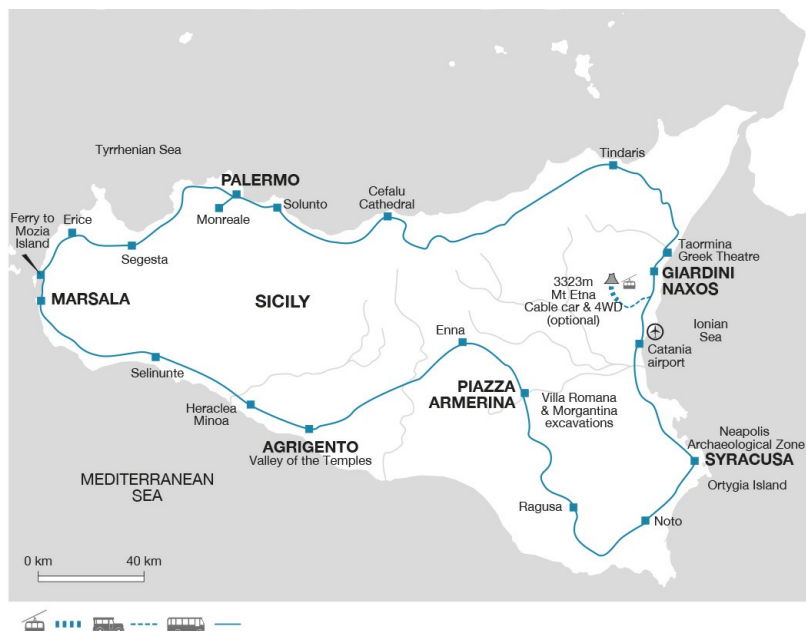 Tyrrhenian Sea
Tindaris
PALERMO
Cefalu
Cathedral
Solunto
Monreale
Ferry to
Mozia
Island
Erice
Segesta
Taormina
Greek Theatre
GIARDINI
NAXOS
3323m
Mt Etna
Cable car & 4WD
(optional)
MARSALA
SICILY
Ionian
Sea
Enna
Catania
airport
Selinunte
PIAZZA
ARMERINA
Villa Romana
& Morgantina
excavations
Heraclea
Minoa
AGRIGENTO
Valley of the Temples
Neapolis
Archaeological Zone
SYRACUSA
Ortygia Island
MEDITERRANEAN
SEA
Ragusa
Noto
0 km
40 km